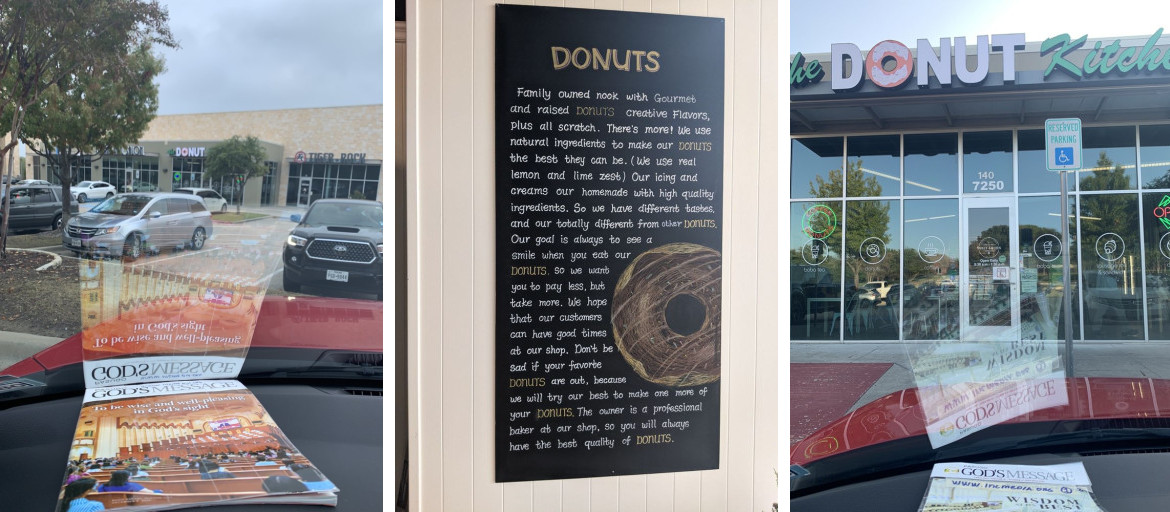 DONUT
TIGER ROCK
GOD'S MESSAGE
To be wise and well-pleasing
in God's sight
DONUTS
Family owned nook with Gourmet
and raised DONUTS creative Flavors,
plus all scratch. There's more! We use
natural ingredients to make our DONUTS
the best they can be. (We use real
lemon and lime zest) Our icing and
creams our homemade with high quality
ingredients. So we have different tastes,
and our totally different from other DONUTS.
Our goal is always to see a
smile when you eat our
DONUTS. So we want
you to pay less, but
take more. We hope
that our customers
can have good times
at our shop. Don't be
sad if your favorite
DONUTS are out, because
we will try our best to make one more of
your DONUTS. The owner is a professional
baker at our shop, so you will always
have the best quality of DONUTS.
The DONUT Kitche
RESERVED
PARKING
140
7250
GOD'S MESSAGE
www.incmedia.org
WISDOM
BEST